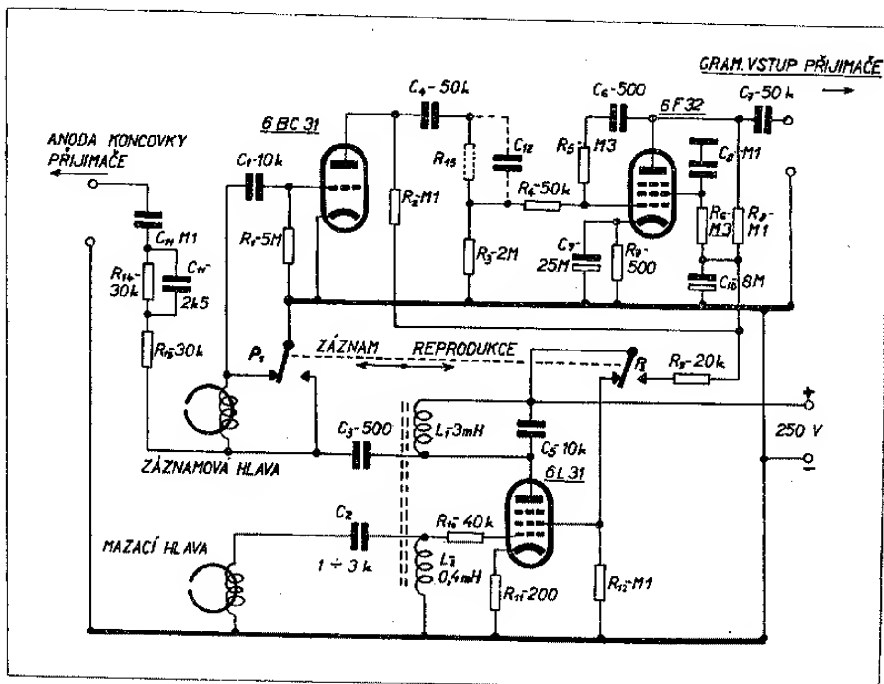 GRAM. VSTUP PŘIJIMAČE
C₄-50k
C₆-500
6F32
C₇-50k
6BC31
ANODA KONCOVKY
PŘIJIMAČE
C₁-10k
R₁₅
C₁₂
R₅-
M3
C₈-
M1
R₂-M1
R₄-50k
R₆-
M3
R₈-
M1
C₁₁ M1
R₁-5M
R₃-2M
C₉-
25M
R₇-
500
C₁₀-8M
R₁₄-
30k
C₁₁-
2k5
R₁₃-30k
P₁
ZÁZNAM
REPRODUKCE
P₂
R₉-20k
+
C₃-500
L₁-3mH
C₅-10k
250 V
-
ZÁZNAMOVÁ HLAVA
6L31
C₂
R₁₀-40k
MAZACÍ HLAVA
1 ÷ 3k
L₂-
0,4mH
R₁₁-200
R₁₂-M1